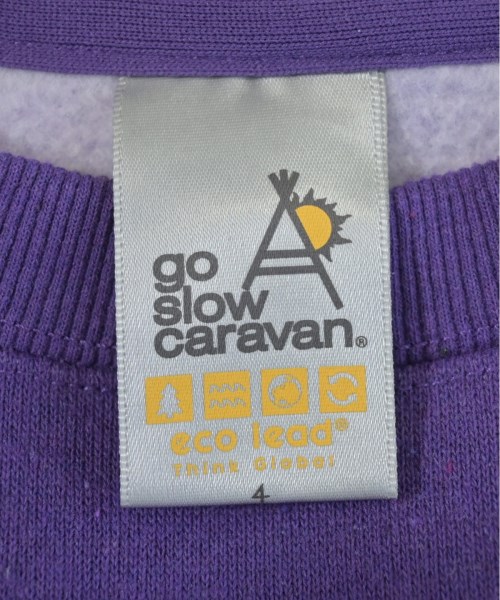 go
slow
caravan®
eco lead®
Think Global
4